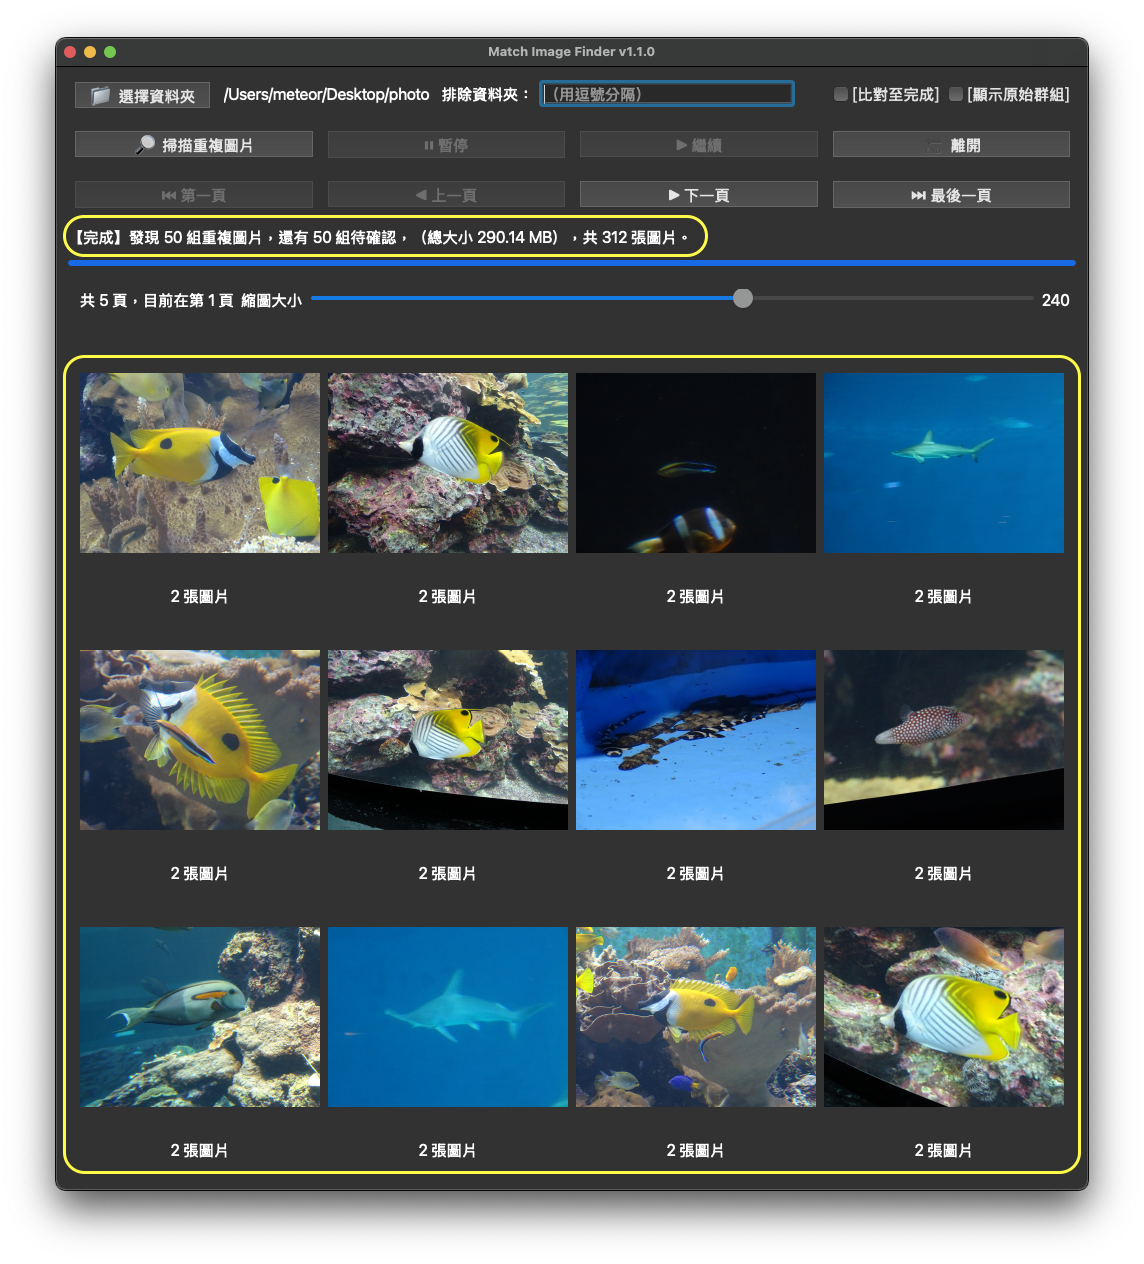 Match Image Finder v1.1.0
選擇資料夾 /Users/meteor/Desktop/photo 排除資料夾： （用逗號分隔） [比對至完成] [顯示原始群組]
掃描重複圖片 暫停 繼續 離開
第一頁 上一頁 下一頁 最後一頁
【完成】發現 50 組重複圖片，還有 50 組待確認，（總大小 290.14 MB），共 312 張圖片。
共 5 頁，目前在第 1 頁 縮圖大小 240
2 張圖片 2 張圖片 2 張圖片 2 張圖片
2 張圖片 2 張圖片 2 張圖片 2 張圖片
2 張圖片 2 張圖片 2 張圖片 2 張圖片